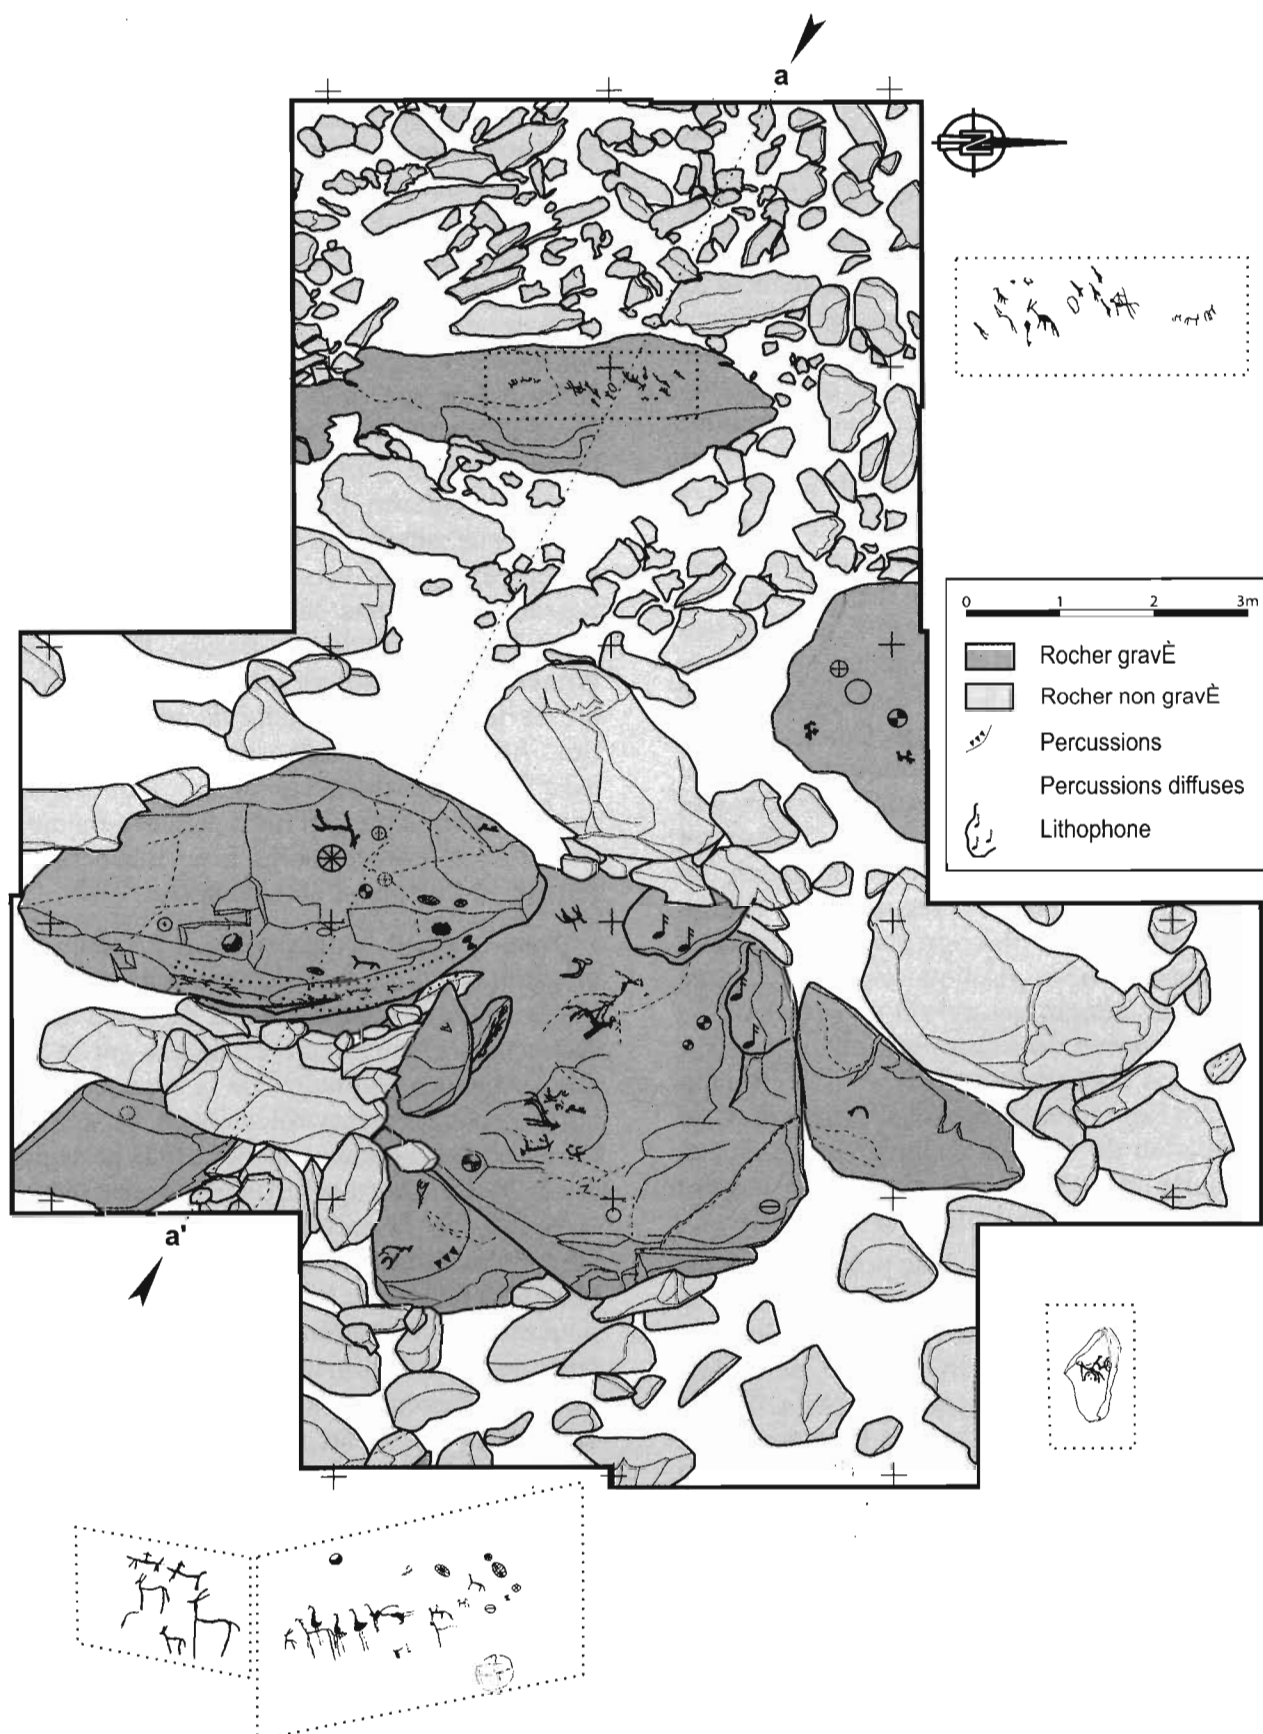 a
N
0 1 2 3m
Rocher gravÈ
Rocher non gravÈ
Percussions
Percussions diffuses
Lithophone
a'